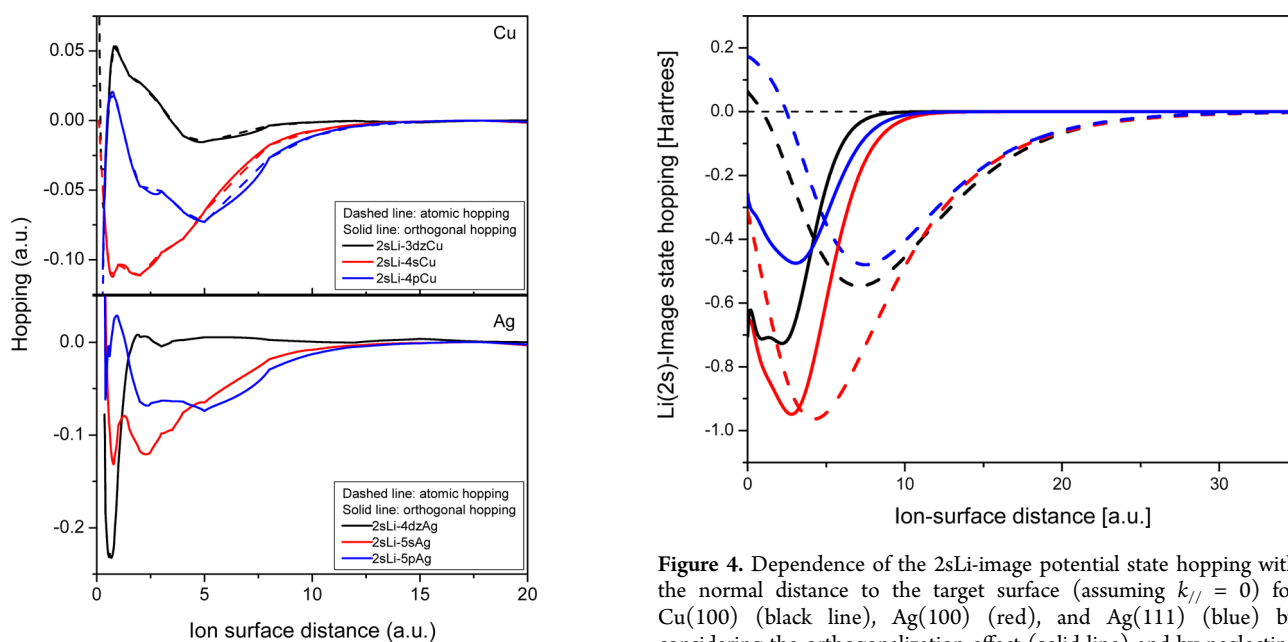 Cu
0.05
0.00
-0.05
-0.10
Dashed line: atomic hopping
Solid line: orthogonal hopping
2sLi-3dzCu
2sLi-4sCu
2sLi-4pCu
Hopping (a.u.)
Ag
0.0
-0.1
-0.2
Dashed line: atomic hopping
Solid line: orthogonal hopping
2sLi-4dzAg
2sLi-5sAg
2sLi-5pAg
0 5 10 15 20
Ion surface distance (a.u.)
Li(2s)-Image state hopping [Hartrees]
0.2
0.0
-0.2
-0.4
-0.6
-0.8
-1.0
0 10 20 30
Ion-surface distance [a.u.]
Figure 4. Dependence of the 2sLi-image potential state hopping with
the normal distance to the target surface (assuming k// = 0) fo
Cu(100) (black line), Ag(100) (red), and Ag(111) (blue) b